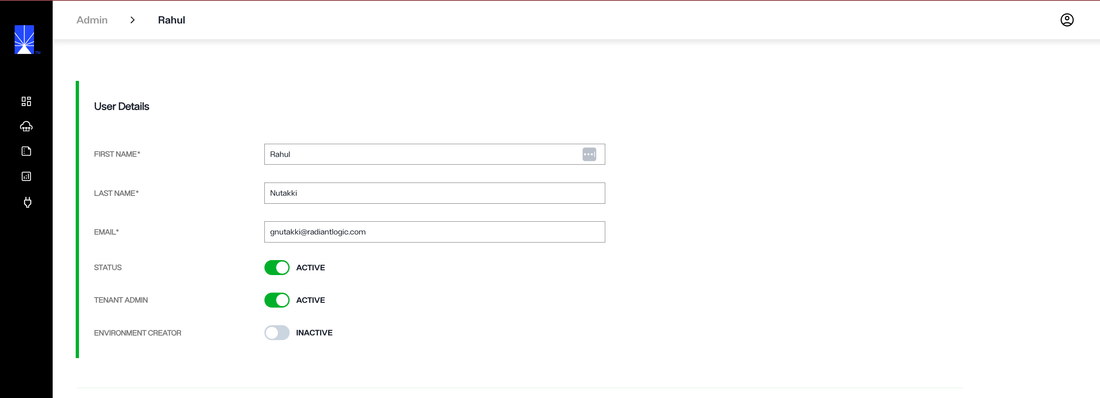 Admin > Rahul
User Details
FIRST NAME* Rahul
LAST NAME* Nutakki
EMAIL* gnutakki@radiantlogic.com
STATUS ACTIVE
TENANT ADMIN ACTIVE
ENVIRONMENT CREATOR INACTIVE